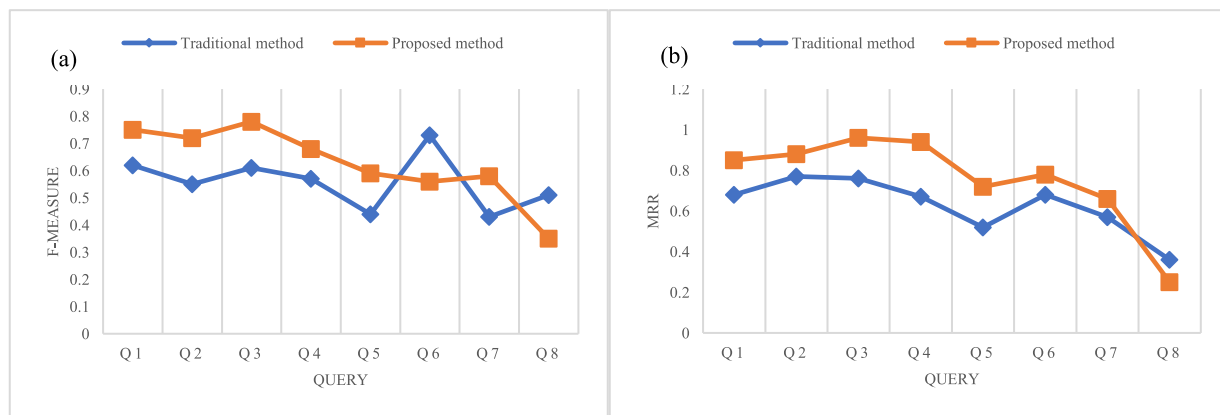 Traditional method Proposed method
(a)
0.9
0.8
0.7
0.6
0.5
0.4
0.3
0.2
0.1
0
F-MEASURE
Q 1 Q 2 Q 3 Q 4 Q 5 Q 6 Q 7 Q 8
QUERY
Traditional method Proposed method
(b)
1.2
1
0.8
0.6
0.4
0.2
0
MRR
Q 1 Q 2 Q 3 Q 4 Q 5 Q 6 Q 7 Q 8
QUERY